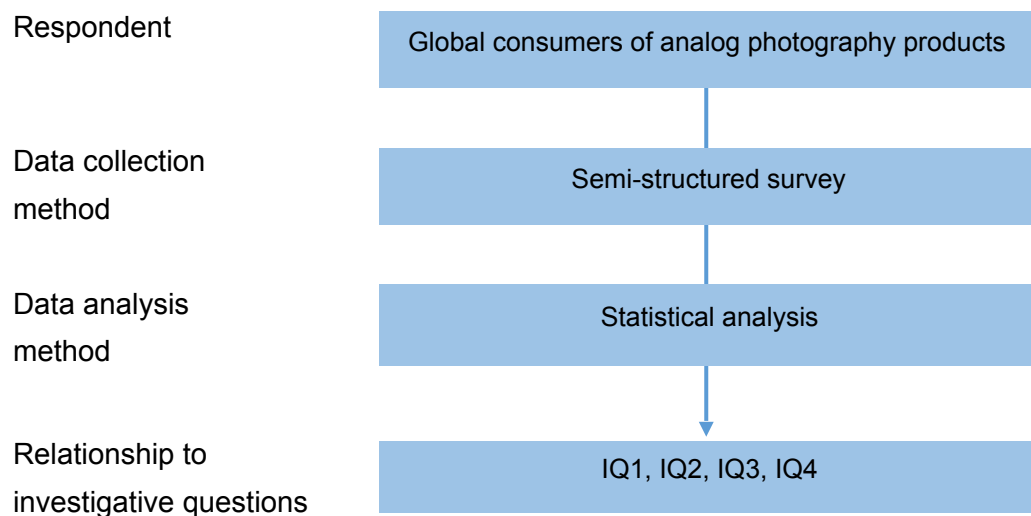 Respondent
Global consumers of analog photography products
Data collection
method
Semi-structured survey
Data analysis
method
Statistical analysis
Relationship to
investigative questions
IQ1, IQ2, IQ3, IQ4